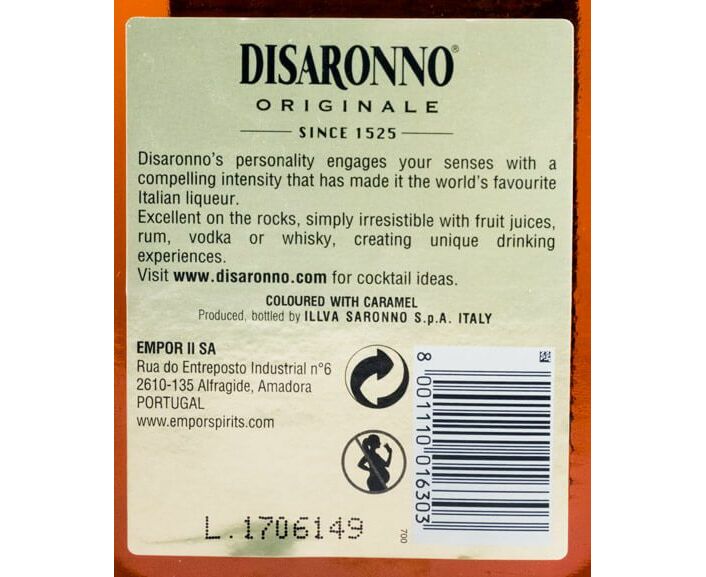 DISARONNO®
ORIGINALE
SINCE 1525
Disaronno's personality engages your senses with a
compelling intensity that has made it the world's favourite
Italian liqueur.
Excellent on the rocks, simply irresistible with fruit juices,
rum, vodka or whisky, creating unique drinking
experiences.
Visit www.disaronno.com for cocktail ideas.
COLOURED WITH CARAMEL
Produced, bottled by ILLVA SARONNO S.p.A. ITALY
EMPOR II SA
Rua do Entreposto Industrial nº6
2610-135 Alfragide, Amadora
PORTUGAL
www.emporspirits.com
8 001110 016303
700
L.1706149